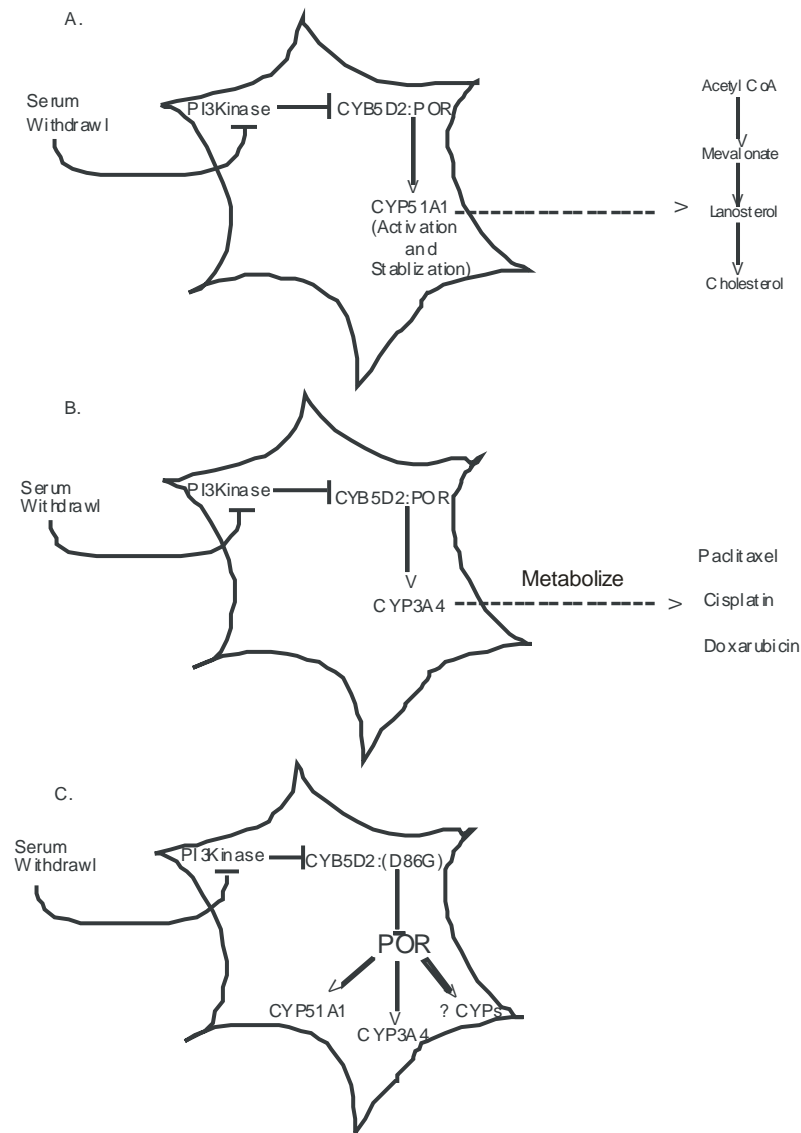 A.
Serum
Withdrawl
PI3Kinase
CYB5D2:POR
CYP51A1
(Activation
and
Stablization)
Acetyl CoA
Mevalonate
Lanosterol
Cholesterol
B.
Serum
Withdrawl
PI3Kinase
CYB5D2:POR
CYP3A4
Metabolize
Paclitaxel
Cisplatin
Doxarubicin
C.
Serum
Withdrawl
PI3Kinase
CYB5D2:(D86G)
POR
CYP51A1
CYP3A4
? CYPs